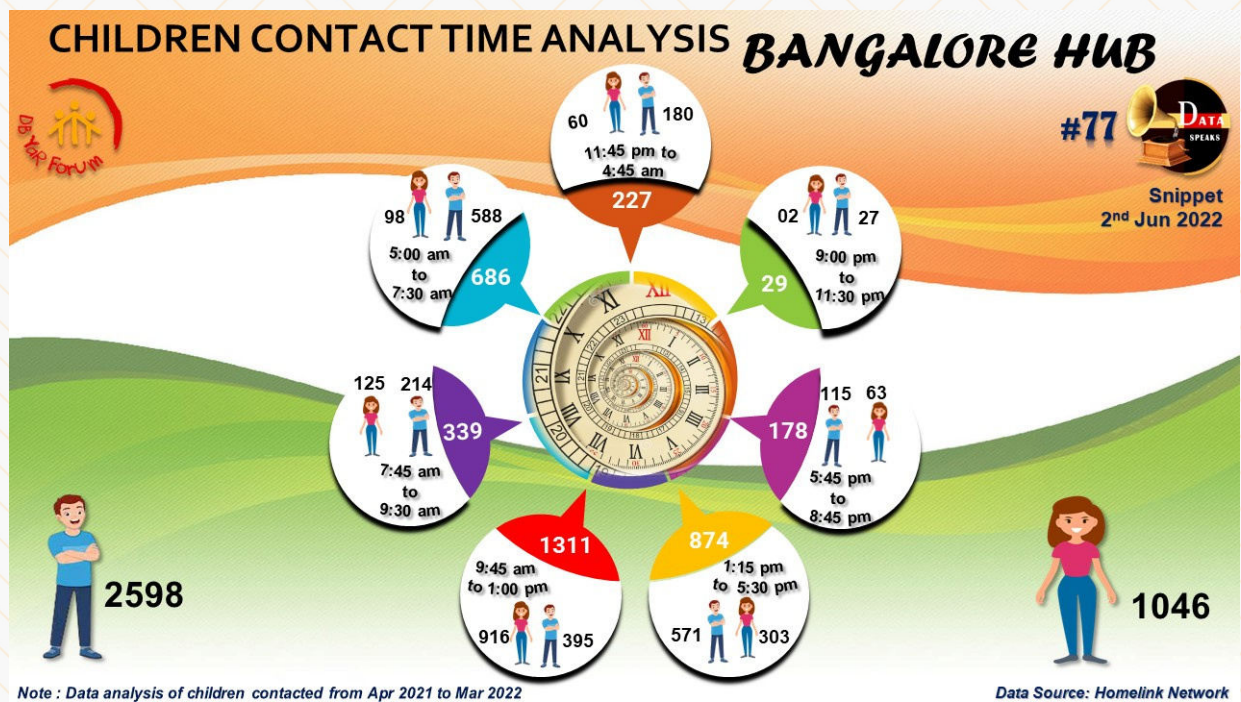 CHILDREN CONTACT TIME ANALYSIS BANGALORE HUB
DB YaR Forum
#77
DATA
SPEAKS
Snippet
2nd Jun 2022
60 180
11:45 pm to
4:45 am
227
98 588
5:00 am
to
7:30 am
686
02 27
9:00 pm
to
11:30 pm
29
125 214
339
7:45 am
to
9:30 am
115 63
178
5:45 pm
to
8:45 pm
1311
9:45 am
to 1:00 pm
916 395
874
1:15 pm
to 5:30 pm
571 303
2598
1046
Note : Data analysis of children contacted from Apr 2021 to Mar 2022
Data Source: Homelink Network